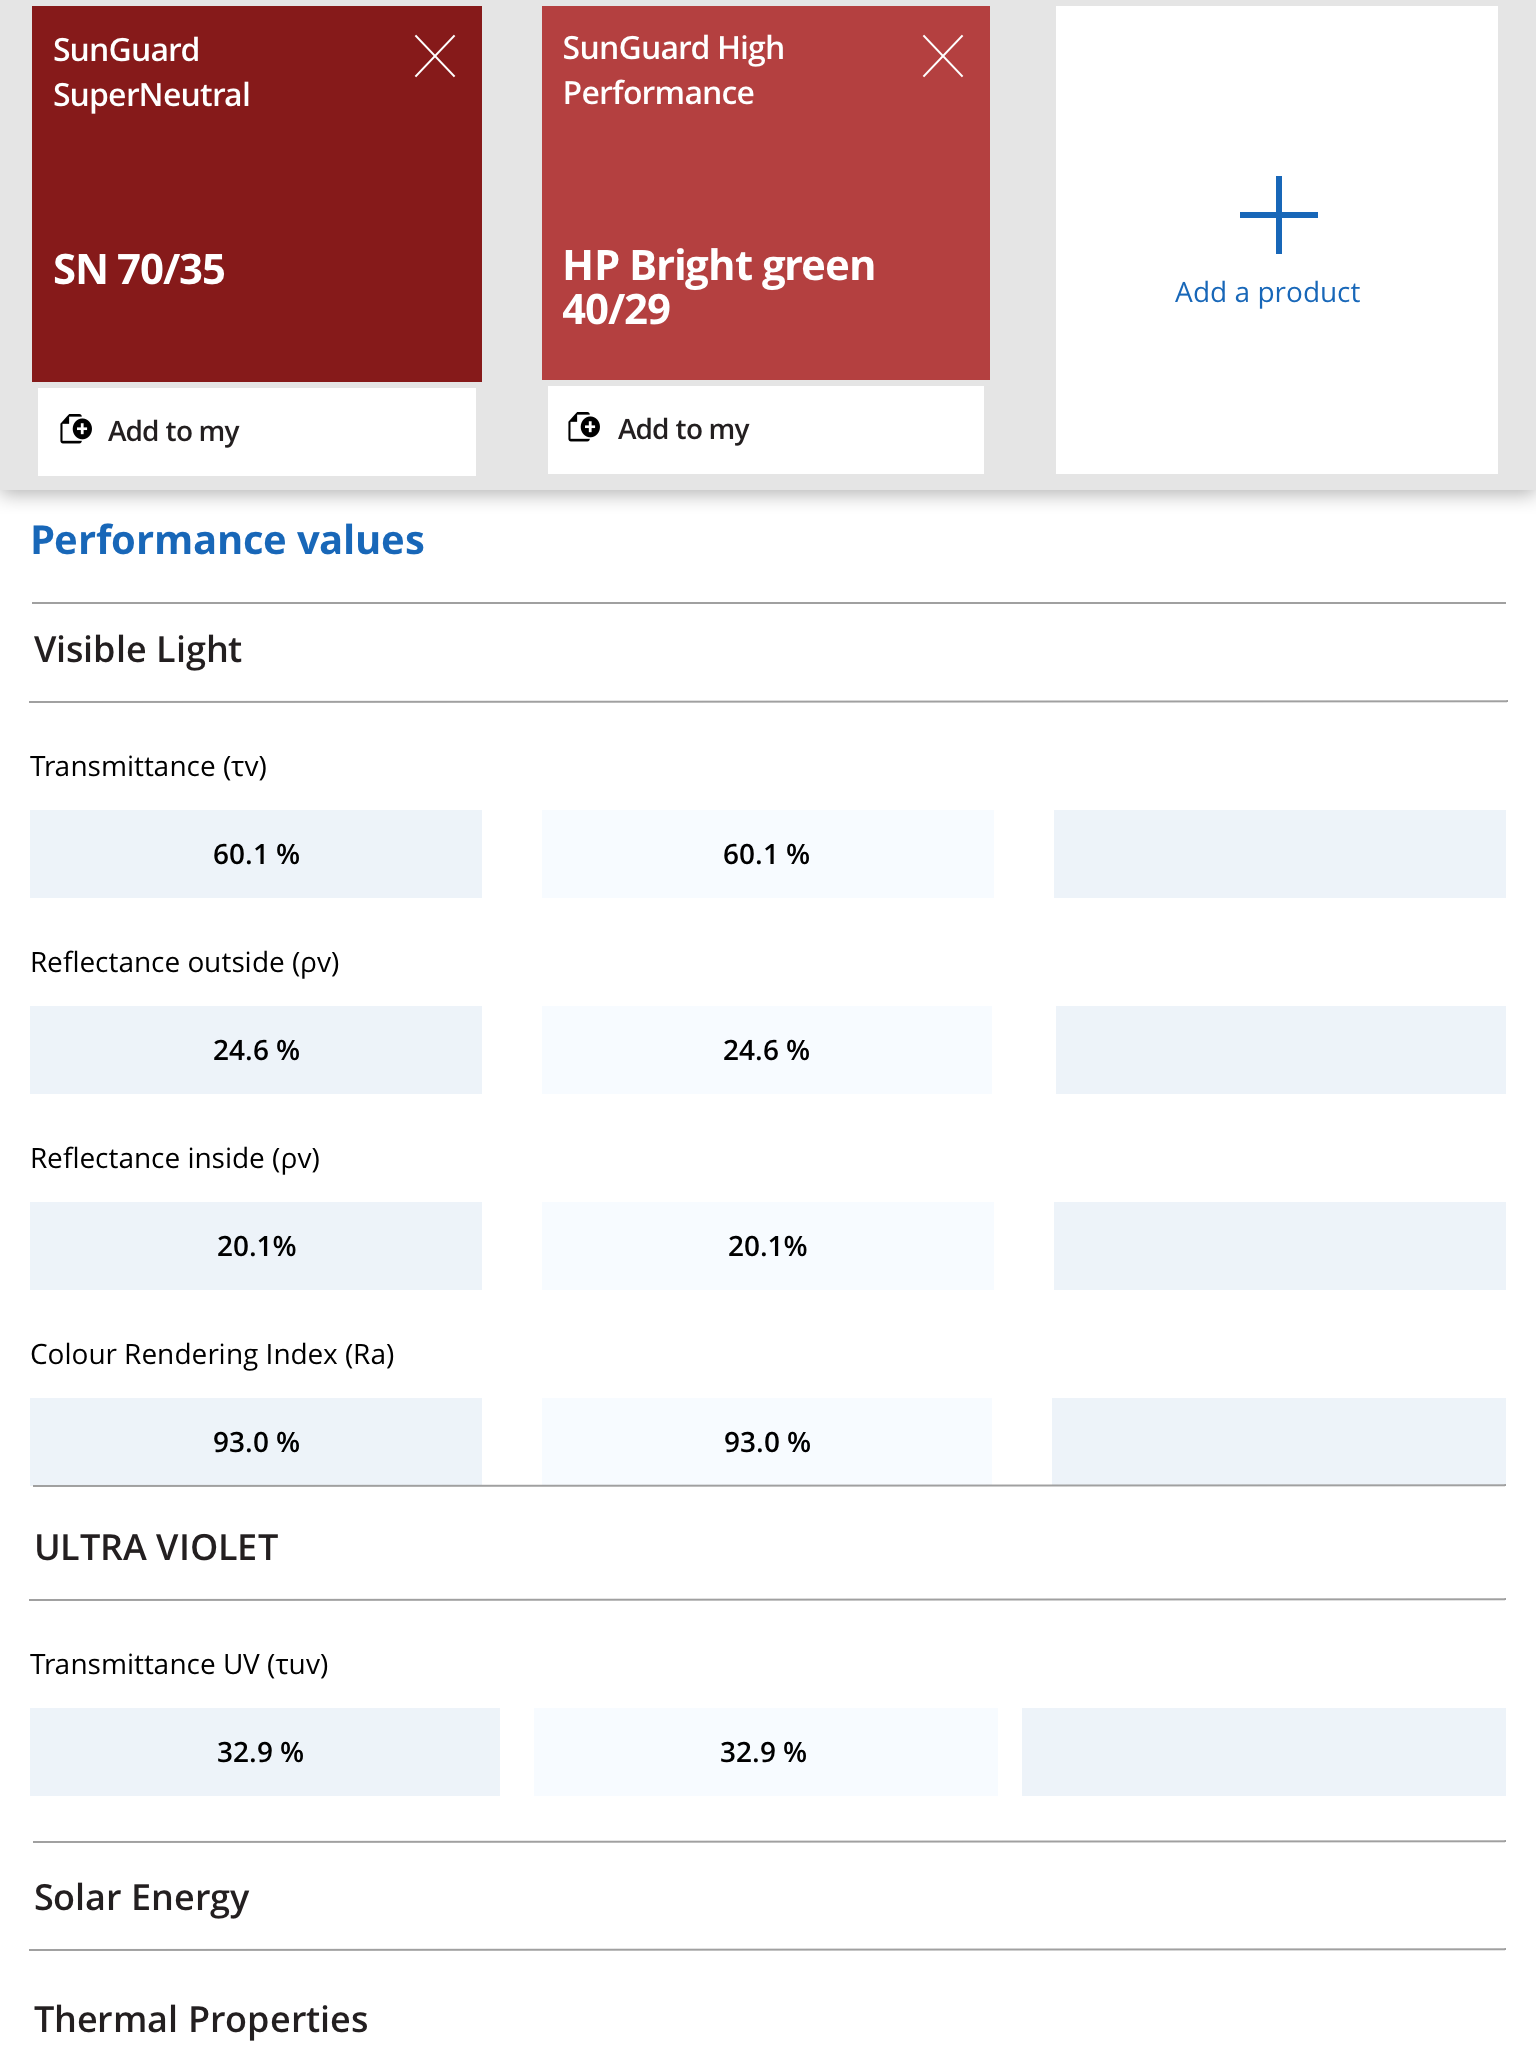 SunGuard
SuperNeutral
SN 70/35
Add to my
SunGuard High
Performance
HP Bright green
40/29
Add to my
Add a product
Performance values
Visible Light
Transmittance (τv)
60.1 % 60.1 %
Reflectance outside (ρv)
24.6 % 24.6 %
Reflectance inside (ρv)
20.1% 20.1%
Colour Rendering Index (Ra)
93.0 % 93.0 %
ULTRA VIOLET
Transmittance UV (τuv)
32.9 % 32.9 %
Solar Energy
Thermal Properties